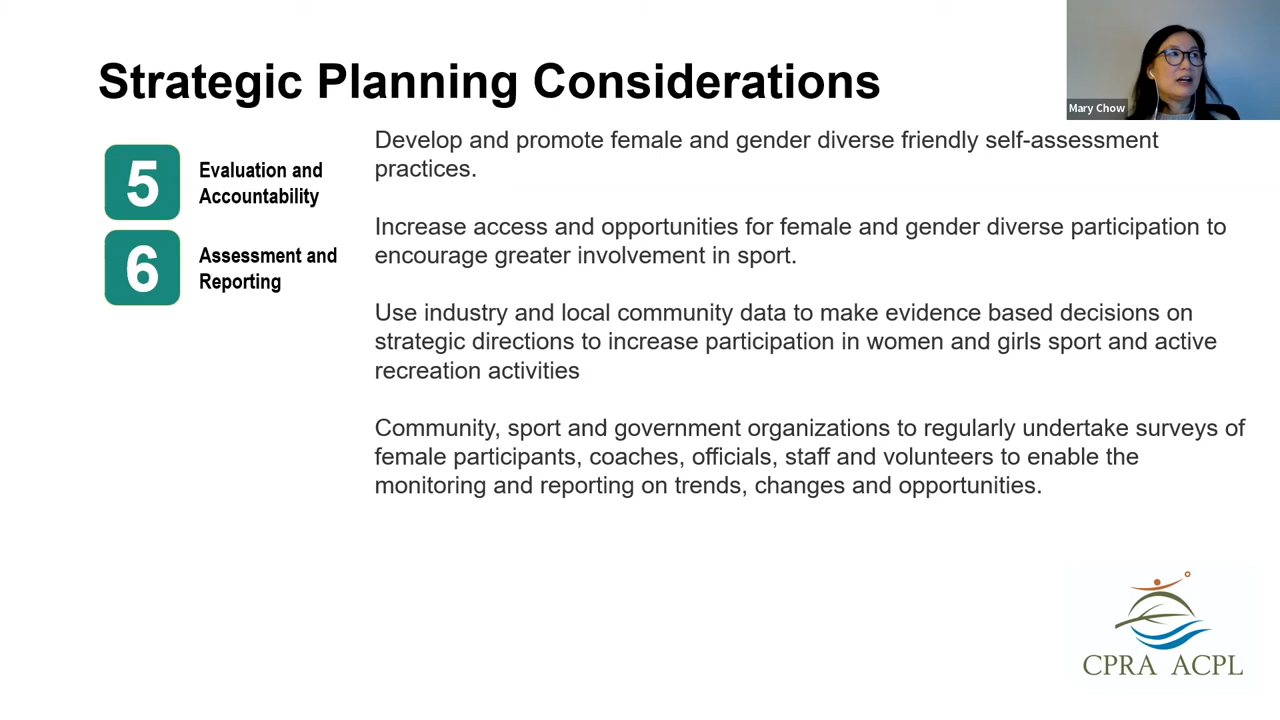 Strategic Planning Considerations
Mary Chow
5
Evaluation and
Accountability
6
Assessment and
Reporting
Develop and promote female and gender diverse friendly self-assessment
practices.
Increase access and opportunities for female and gender diverse participation to
encourage greater involvement in sport.
Use industry and local community data to make evidence based decisions on
strategic directions to increase participation in women and girls sport and active
recreation activities
Community, sport and government organizations to regularly undertake surveys of
female participants, coaches, officials, staff and volunteers to enable the
monitoring and reporting on trends, changes and opportunities.
CPRA ACPL